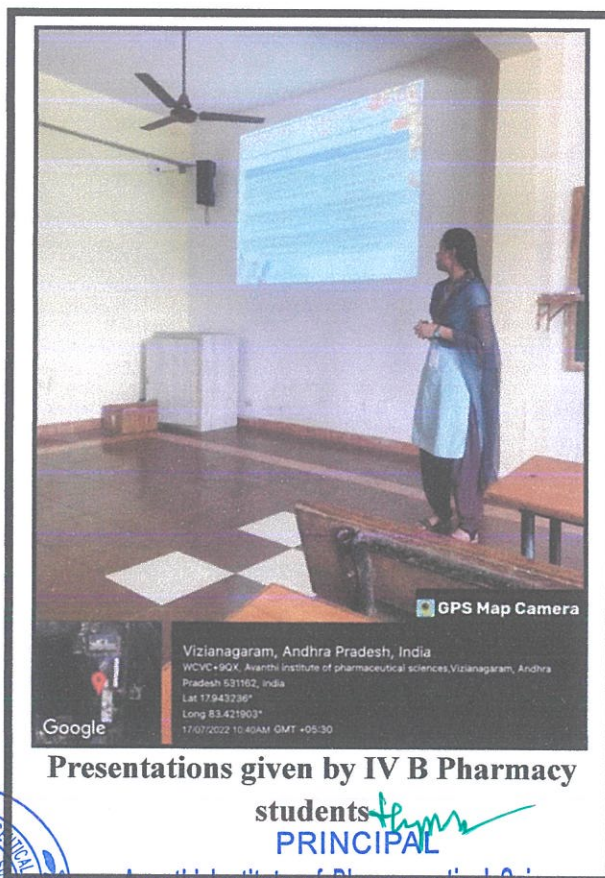 GPS Map Camera
Vizianagaram, Andhra Pradesh, India
WCVC+9QX, Avanthi institute of pharmaceutical sciences,Vizianagaram, Andhra
Pradesh 531162, India
Lat 17.943236°
Long 83.421903°
17/07/2022 10:40AM GMT +05:30
Google
Presentations given by IV B Pharmacy
students
PRINCIPAL